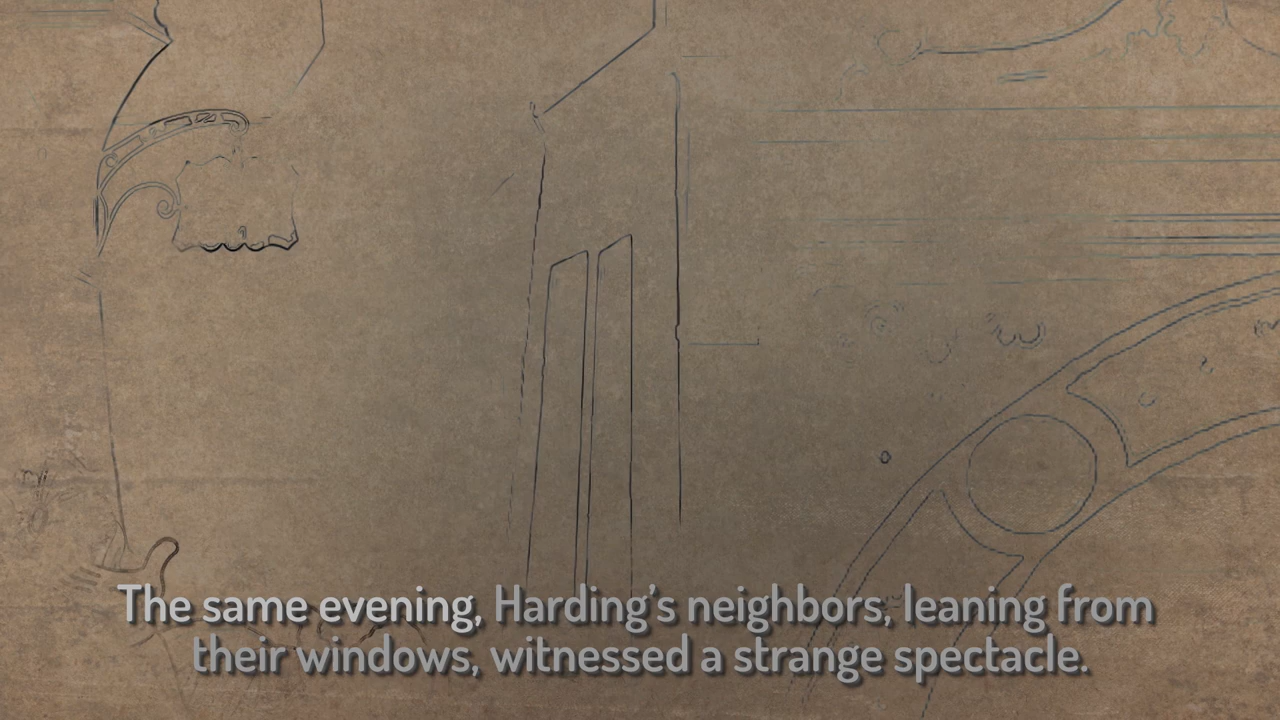 The same evening, Harding's neighbors, leaning from
their windows, witnessed a strange spectacle.